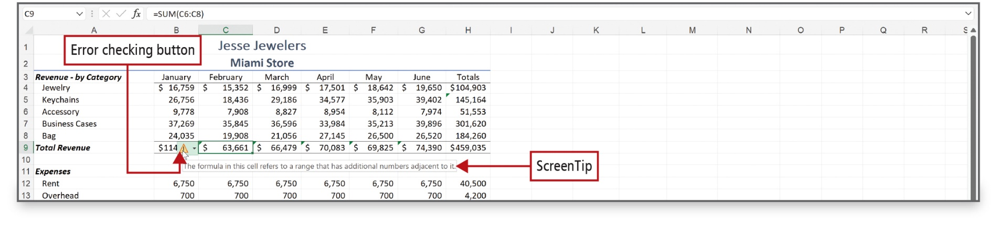 C9 fx =SUM(C6:C8)
A B C D E F G H I J K L M N O P Q R S
Error checking button
1 Jesse Jewelers
2 Miami Store
3 Revenue - by Category January February March April May June Totals
4 Jewelry $ 16,759 $ 15,352 $ 16,999 $ 17,501 $ 18,642 $ 19,650 $104,903
5 Keychains 26,756 18,436 29,186 34,577 35,903 39,402 145,164
6 Accessory 9,778 7,908 8,827 8,954 8,112 7,974 51,553
7 Business Cases 37,269 35,845 36,596 33,984 35,213 39,896 301,620
8 Bag 24,035 19,908 21,056 27,145 26,500 26,520 184,260
9 Total Revenue $114 $ 63,661 $ 66,479 $ 70,083 $ 69,825 $ 74,390 $459,035
10
The formula in this cell refers to a range that has additional numbers adjacent to it.
ScreenTip
11 Expenses
12 Rent 6,750 6,750 6,750 6,750 6,750 6,750 40,500
13 Overhead 700 700 700 700 700 700 4,200